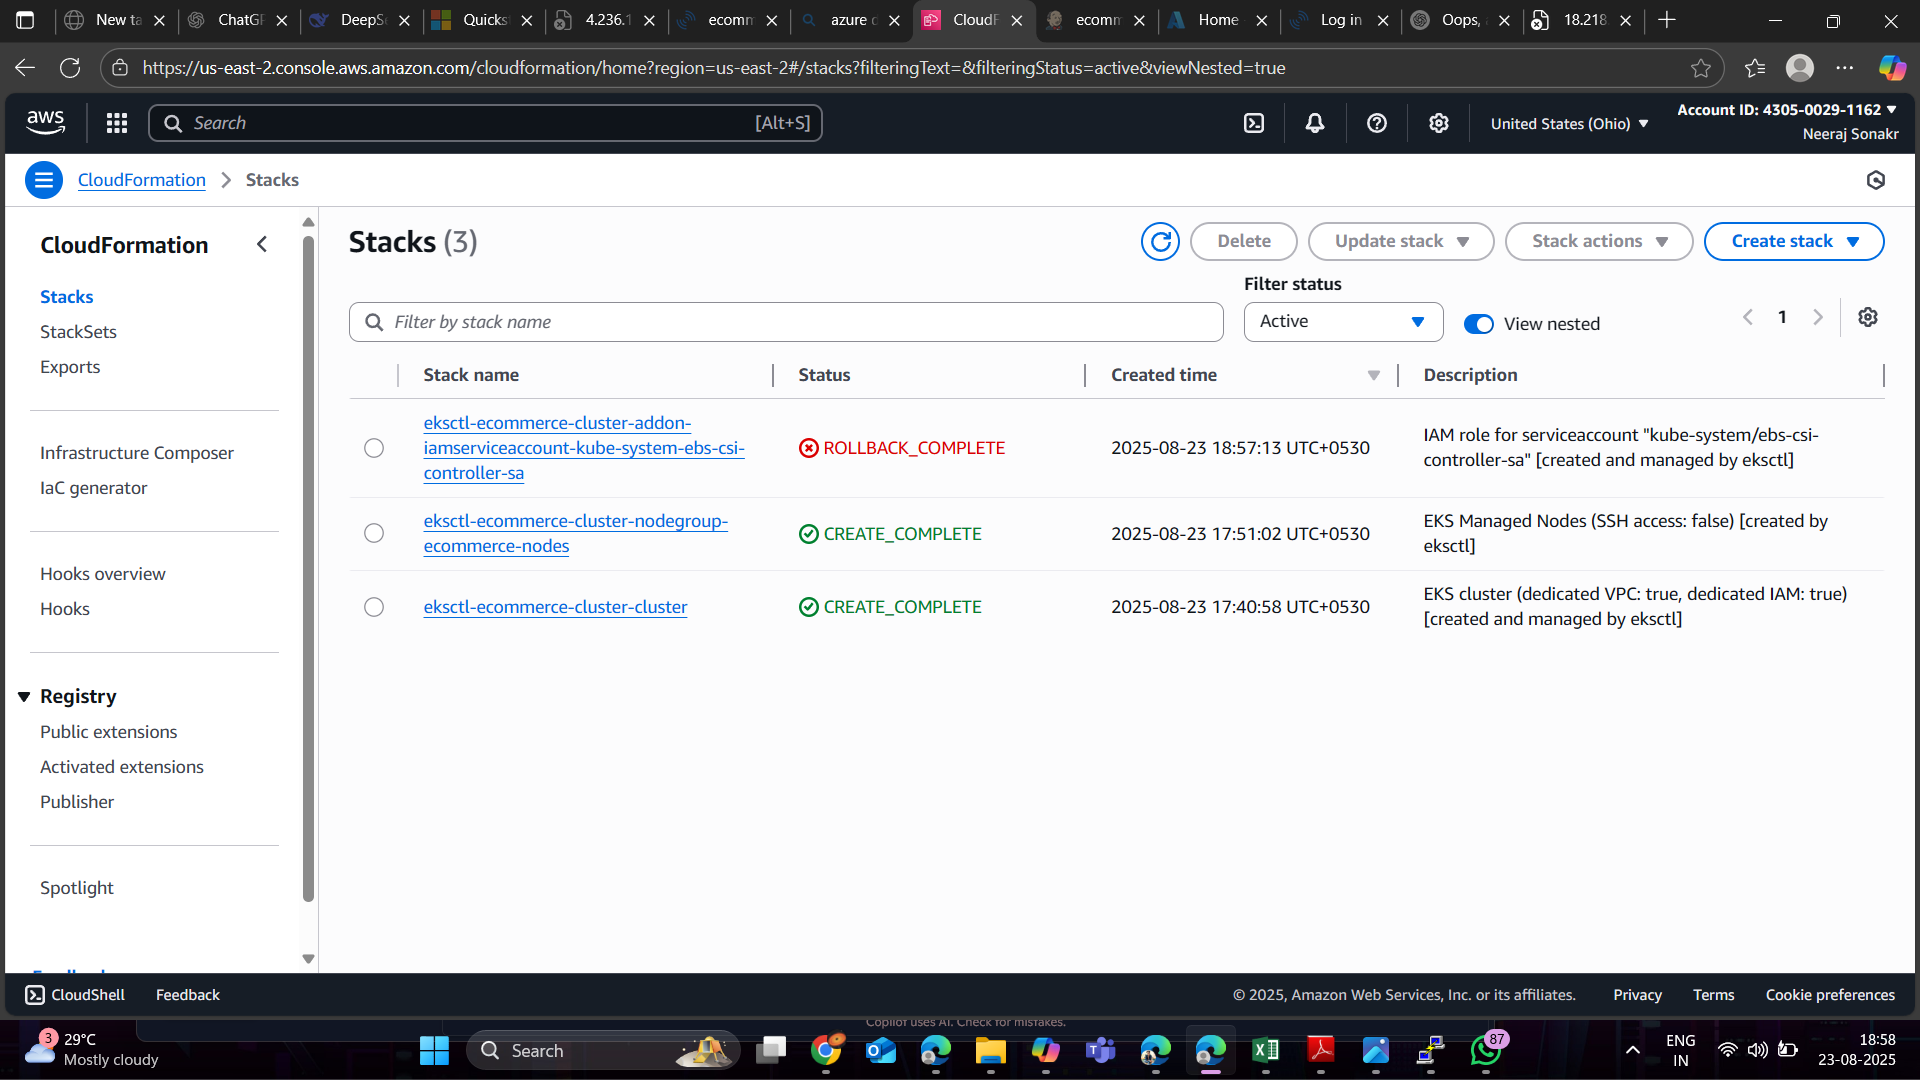 New ta
ChatGP
DeepSe
Quickst
4.236.1
ecomm
azure d
CloudF
ecomm
Home
Log in
Oops, a
18.218.
https://us-east-2.console.aws.amazon.com/cloudformation/home?region=us-east-2#/stacks?filteringText=&filteringStatus=active&viewNested=true
aws
Search
[Alt+S]
United States (Ohio)
Account ID: 4305-0029-1162
Neeraj Sonakr
CloudFormation
Stacks
CloudFormation
Stacks
StackSets
Exports
Infrastructure Composer
IaC generator
Hooks overview
Hooks
Registry
Public extensions
Activated extensions
Publisher
Spotlight
Stacks (3)
Delete
Update stack
Stack actions
Create stack
Filter by stack name
Filter status
Active
View nested
1
Stack name
Status
Created time
Description
eksctl-ecommerce-cluster-addon-
iamserviceaccount-kube-system-ebs-csi-
controller-sa
ROLLBACK_COMPLETE
2025-08-23 18:57:13 UTC+0530
IAM role for serviceaccount "kube-system/ebs-csi-
controller-sa" [created and managed by eksctl]
eksctl-ecommerce-cluster-nodegroup-
ecommerce-nodes
CREATE_COMPLETE
2025-08-23 17:51:02 UTC+0530
EKS Managed Nodes (SSH access: false) [created by
eksctl]
eksctl-ecommerce-cluster-cluster
CREATE_COMPLETE
2025-08-23 17:40:58 UTC+0530
EKS cluster (dedicated VPC: true, dedicated IAM: true)
[created and managed by eksctl]
CloudShell
Feedback
© 2025, Amazon Web Services, Inc. or its affiliates.
Privacy
Terms
Cookie preferences
Copilot uses AI. Check for mistakes.
3
29°C
Mostly cloudy
Search
87
ENG
IN
18:58
23-08-2025